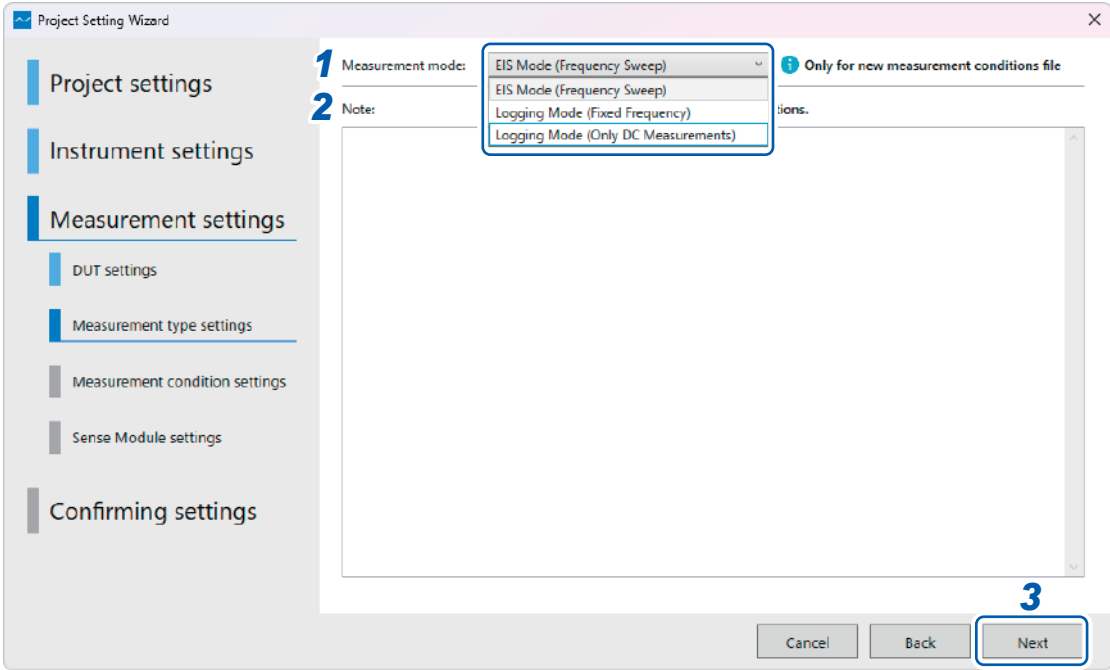 Project Setting Wizard
Project settings
Instrument settings
Measurement settings
DUT settings
Measurement type settings
Measurement condition settings
Sense Module settings
Confirming settings
1 Measurement mode: EIS Mode (Frequency Sweep) Only for new measurement conditions file
EIS Mode (Frequency Sweep)
2 Note: Logging Mode (Fixed Frequency)
Logging Mode (Only DC Measurements)
3
Cancel Back Next